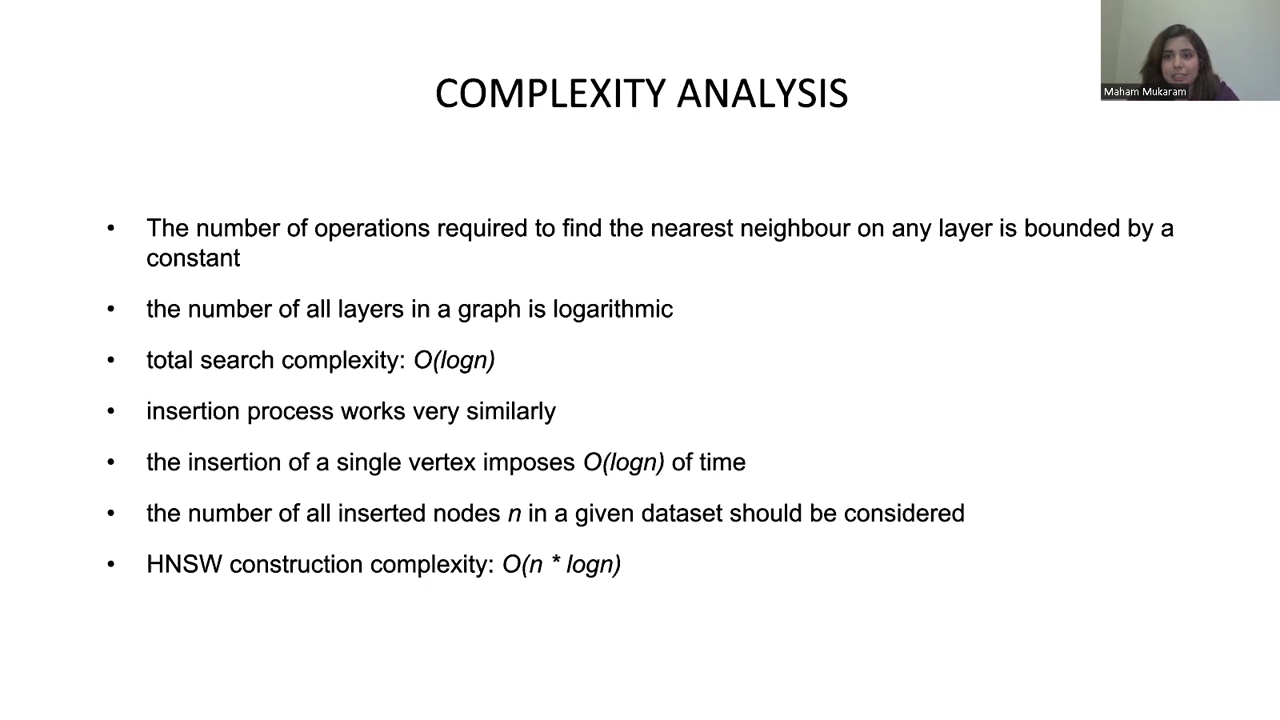 COMPLEXITY ANALYSIS
Maham Mukaram
• The number of operations required to find the nearest neighbour on any layer is bounded by a
constant
• the number of all layers in a graph is logarithmic
• total search complexity: O(logn)
• insertion process works very similarly
• the insertion of a single vertex imposes O(logn) of time
• the number of all inserted nodes n in a given dataset should be considered
• HNSW construction complexity: O(n * logn)